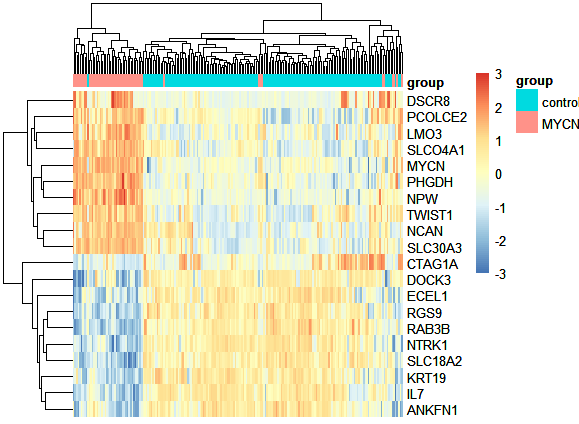 group
DSCR8
PCOLCE2
LMO3
SLCO4A1
MYCN
PHGDH
NPW
TWIST1
NCAN
SLC30A3
CTAG1A
DOCK3
ECEL1
RGS9
RAB3B
NTRK1
SLC18A2
KRT19
IL7
ANKFN1
3
2
1
0
-1
-2
-3
group
control
MYCN